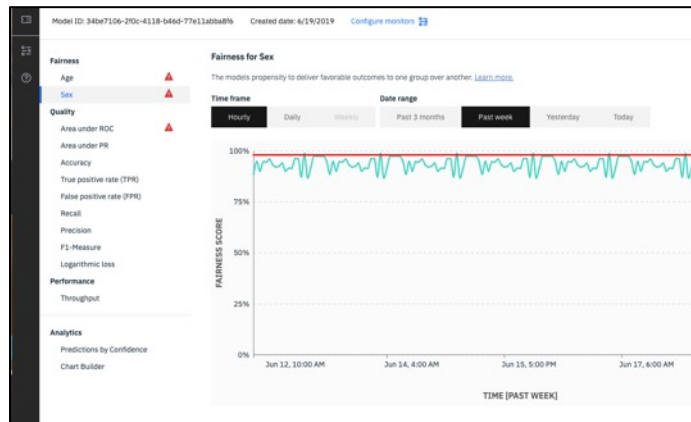 Model ID: 34be7106-2f0c-4118-b46d-77e11abba8f6 Created date: 6/19/2019 Configure monitors
Fairness
Age
Sex
Quality
Area under ROC
Area under PR
Accuracy
True positive rate (TPR)
False positive rate (FPR)
Recall
Precision
F1-Measure
Logarithmic loss
Performance
Throughput
Analytics
Predictions by Confidence
Chart Builder
Fairness for Sex
The models propensity to deliver favorable outcomes to one group over another. Learn more.
Time frame Date range
Hourly Daily Weekly Past 3 months Past week Yesterday Today
100%
75%
50%
25%
0%
FAIRNESS SCORE
Jun 12, 10:00 AM Jun 14, 4:00 AM Jun 15, 5:00 PM Jun 17, 6:00 AM
TIME [PAST WEEK]